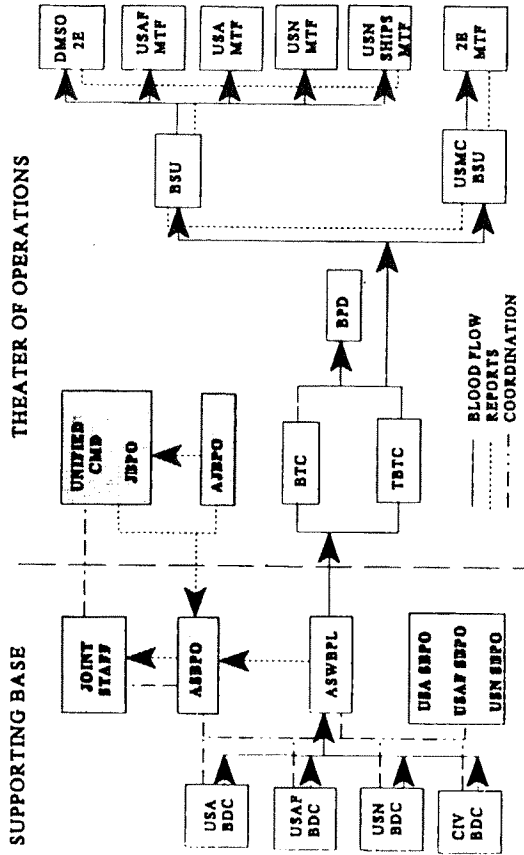 SUPPORTING BASE
THEATER OF OPERATIONS
USA
BDC
USAF
BDC
USN
BDC
CIV
BDC
JOINT
STAFF
ASBPO
ASWBPL
USA SBPO
USAF SBPO
USN SBPO
UNIFIED
CMD
JBPO
AJBPO
BTC
TBTC
BPD
BSU
USMC
BSU
DMSO
2E
USAF
MTF
USA
MTF
USN
MTF
USN
SHIPS
MTF
2E
MTF
BLOOD FLOW
REPORTS
COORDINATION